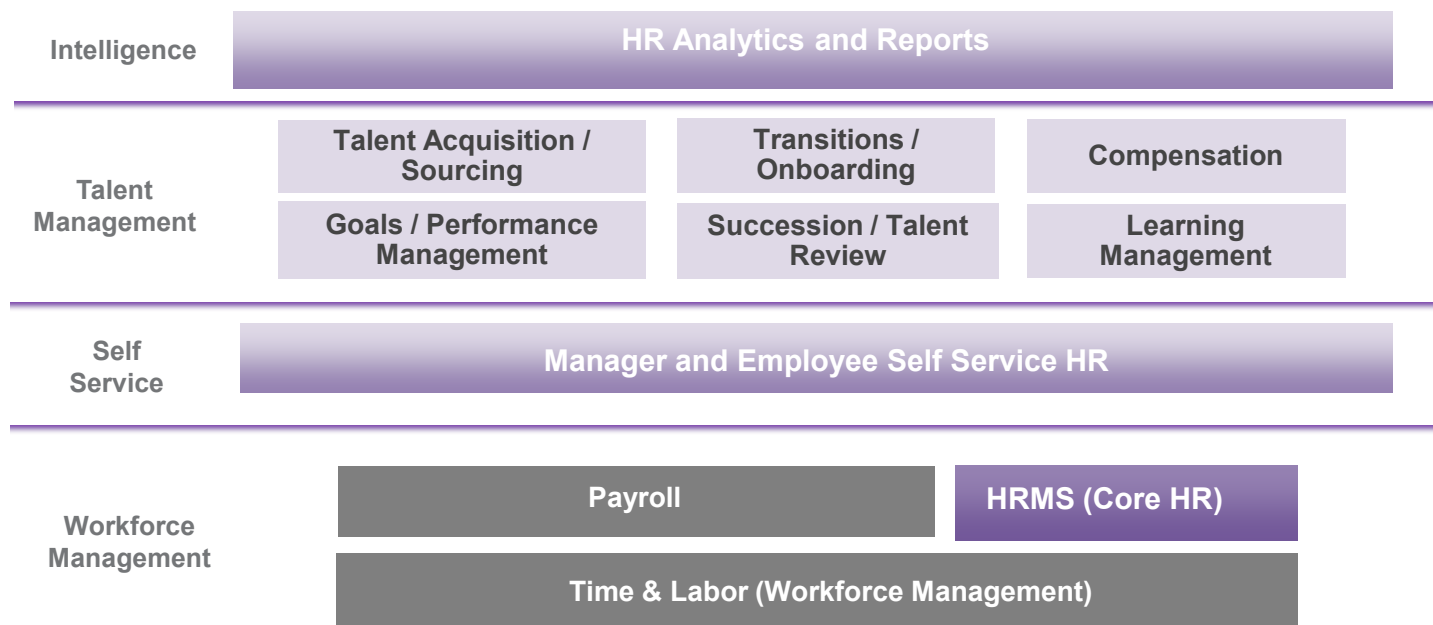 Intelligence
HR Analytics and Reports
Talent
Management
Talent Acquisition /
Sourcing
Transitions /
Onboarding
Compensation
Goals / Performance
Management
Succession / Talent
Review
Learning
Management
Self
Service
Manager and Employee Self Service HR
Workforce
Management
Payroll
HRMS (Core HR)
Time & Labor (Workforce Management)